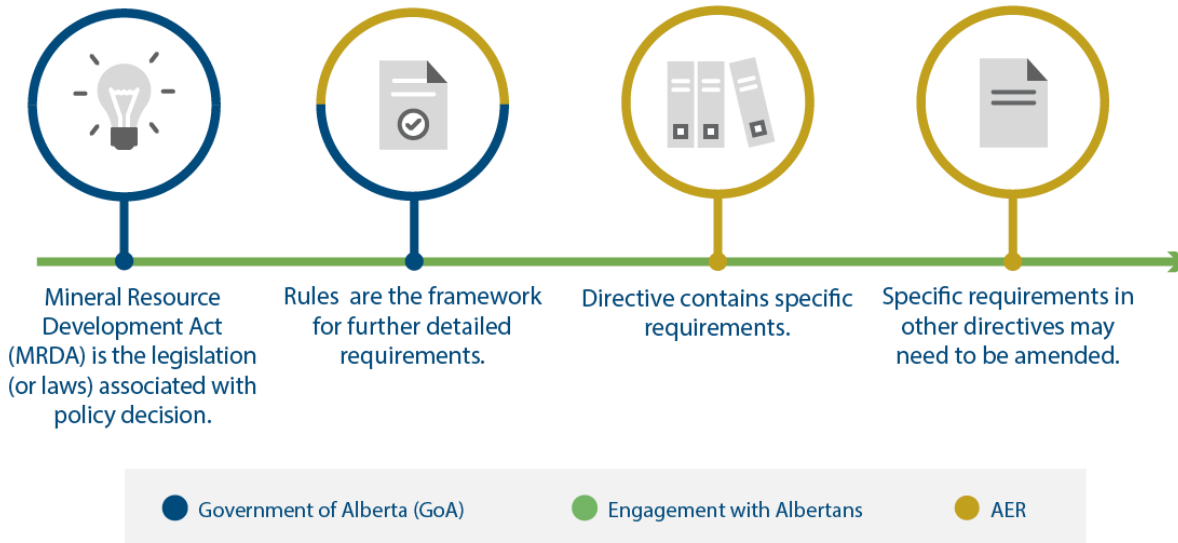 Mineral Resource
Development Act
(MRDA) is the legislation
(or laws) associated with
policy decision.
Rules are the framework
for further detailed
requirements.
Directive contains specific
requirements.
Specific requirements in
other directives may
need to be amended.
Government of Alberta (GoA)
Engagement with Albertans
AER